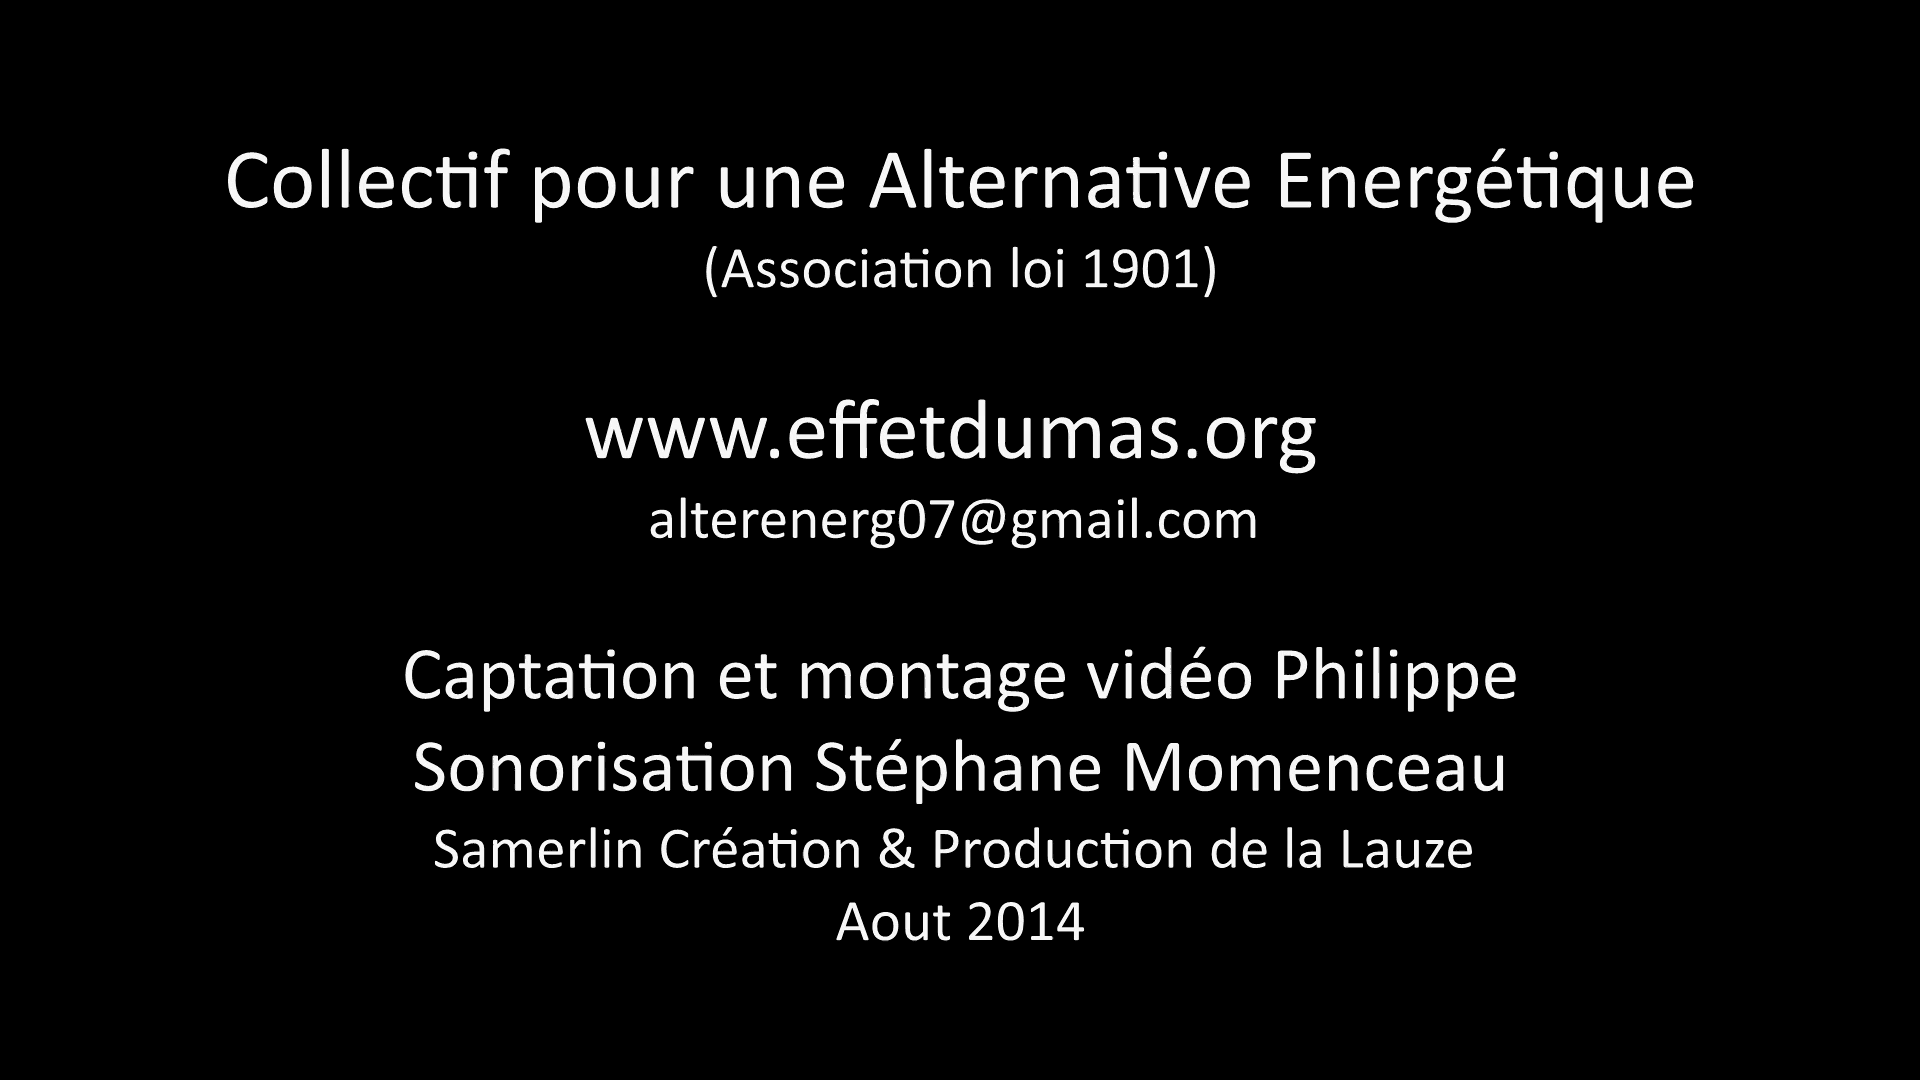 Collectif pour une Alternative Energétique
(Association loi 1901)
www.effetdumas.org
alterenerg07@gmail.com
Captation et montage vidéo Philippe
Sonorisation Stéphane Momenceau
Samerlin Création & Production de la Lauze
Aout 2014